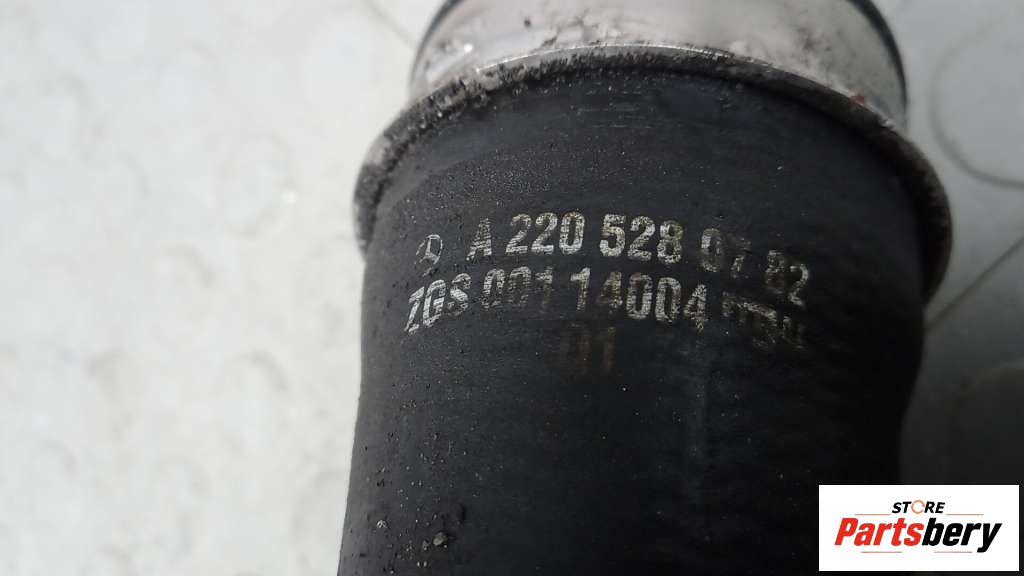 A 220 528 07 82
ZGS 001 14004
01
STORE
Partsbery